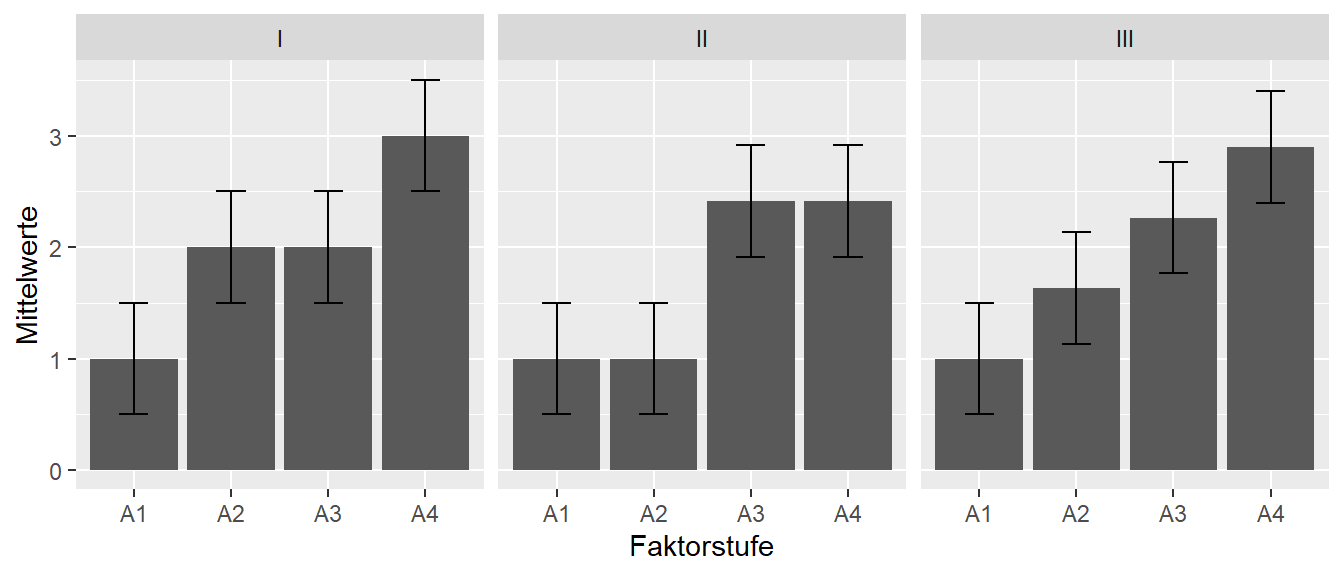 I II III
Mittelwerte
3
2
1
0
A1 A2 A3 A4 A1 A2 A3 A4 A1 A2 A3 A4
Faktorstufe